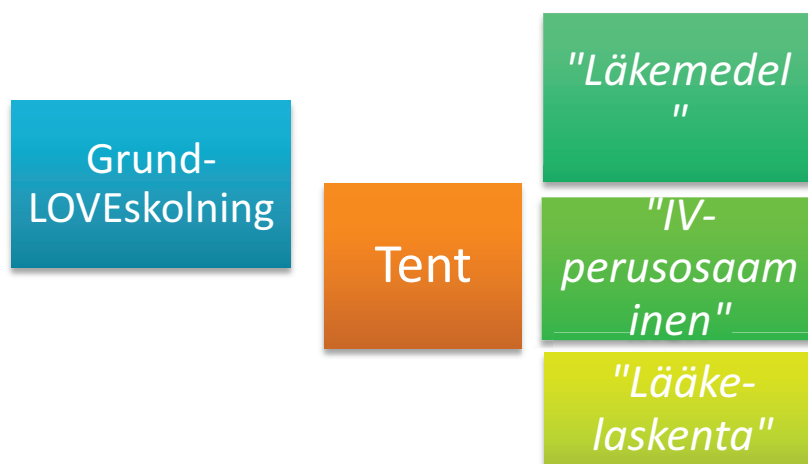 Grund-
LOVEskolning
Tent
"Läkemedel
"
"IV-
perusosaam
inen"
"Lääke-
laskenta"